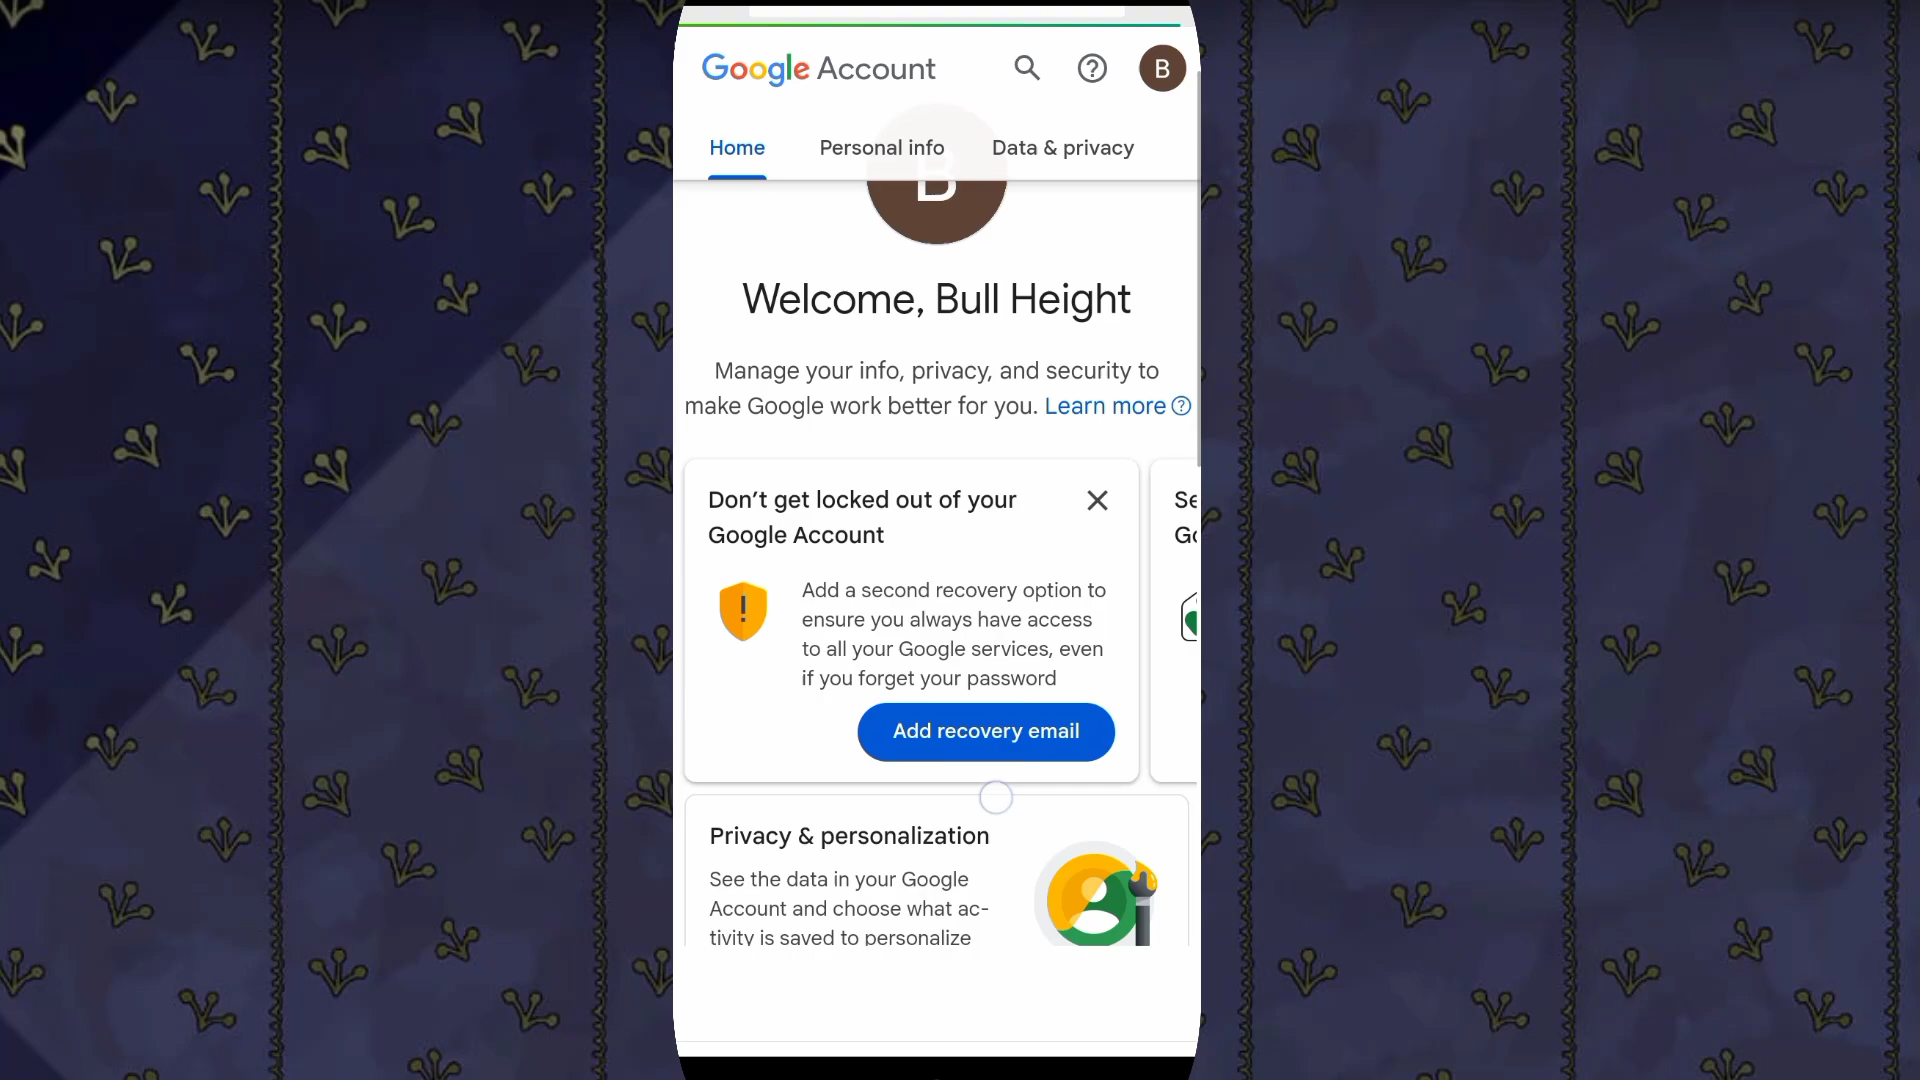 Google Account
B
Home Personal info Data & privacy
B
Welcome, Bull Height
Manage your info, privacy, and security to
make Google work better for you. Learn more
Don’t get locked out of your
Google Account
Add a second recovery option to
ensure you always have access
to all your Google services, even
if you forget your password
Add recovery email
Se
Go
Privacy & personalization
See the data in your Google
Account and choose what ac-
tivity is saved to personalize